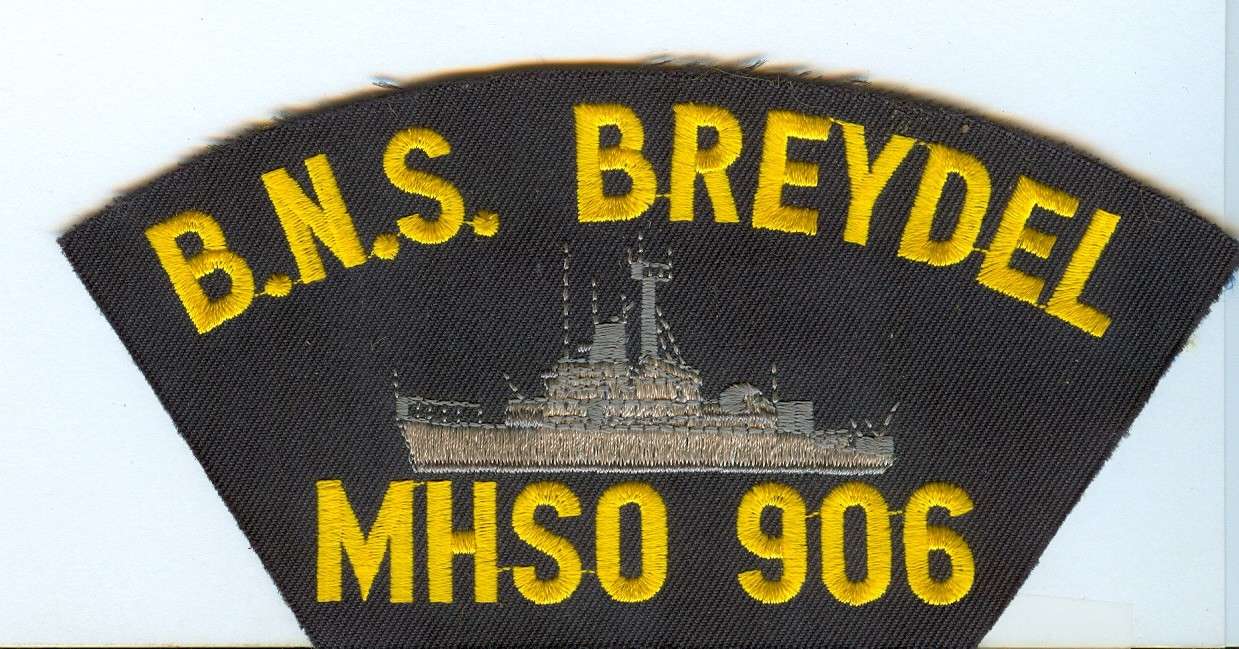 B.N.S. BREYDEL
MHSO 906